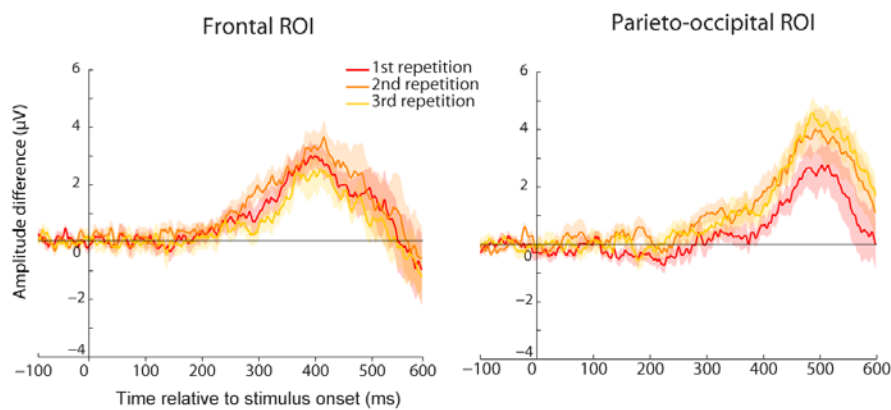 Frontal ROI
Parieto-occipital ROI
1st repetition
2nd repetition
3rd repetition
Amplitude difference (µV)
6
4
2
0
−2
−4
−100 0 100 200 300 400 500 600
Time relative to stimulus onset (ms)
6
4
2
0
−2
−4
−100 0 100 200 300 400 500 600